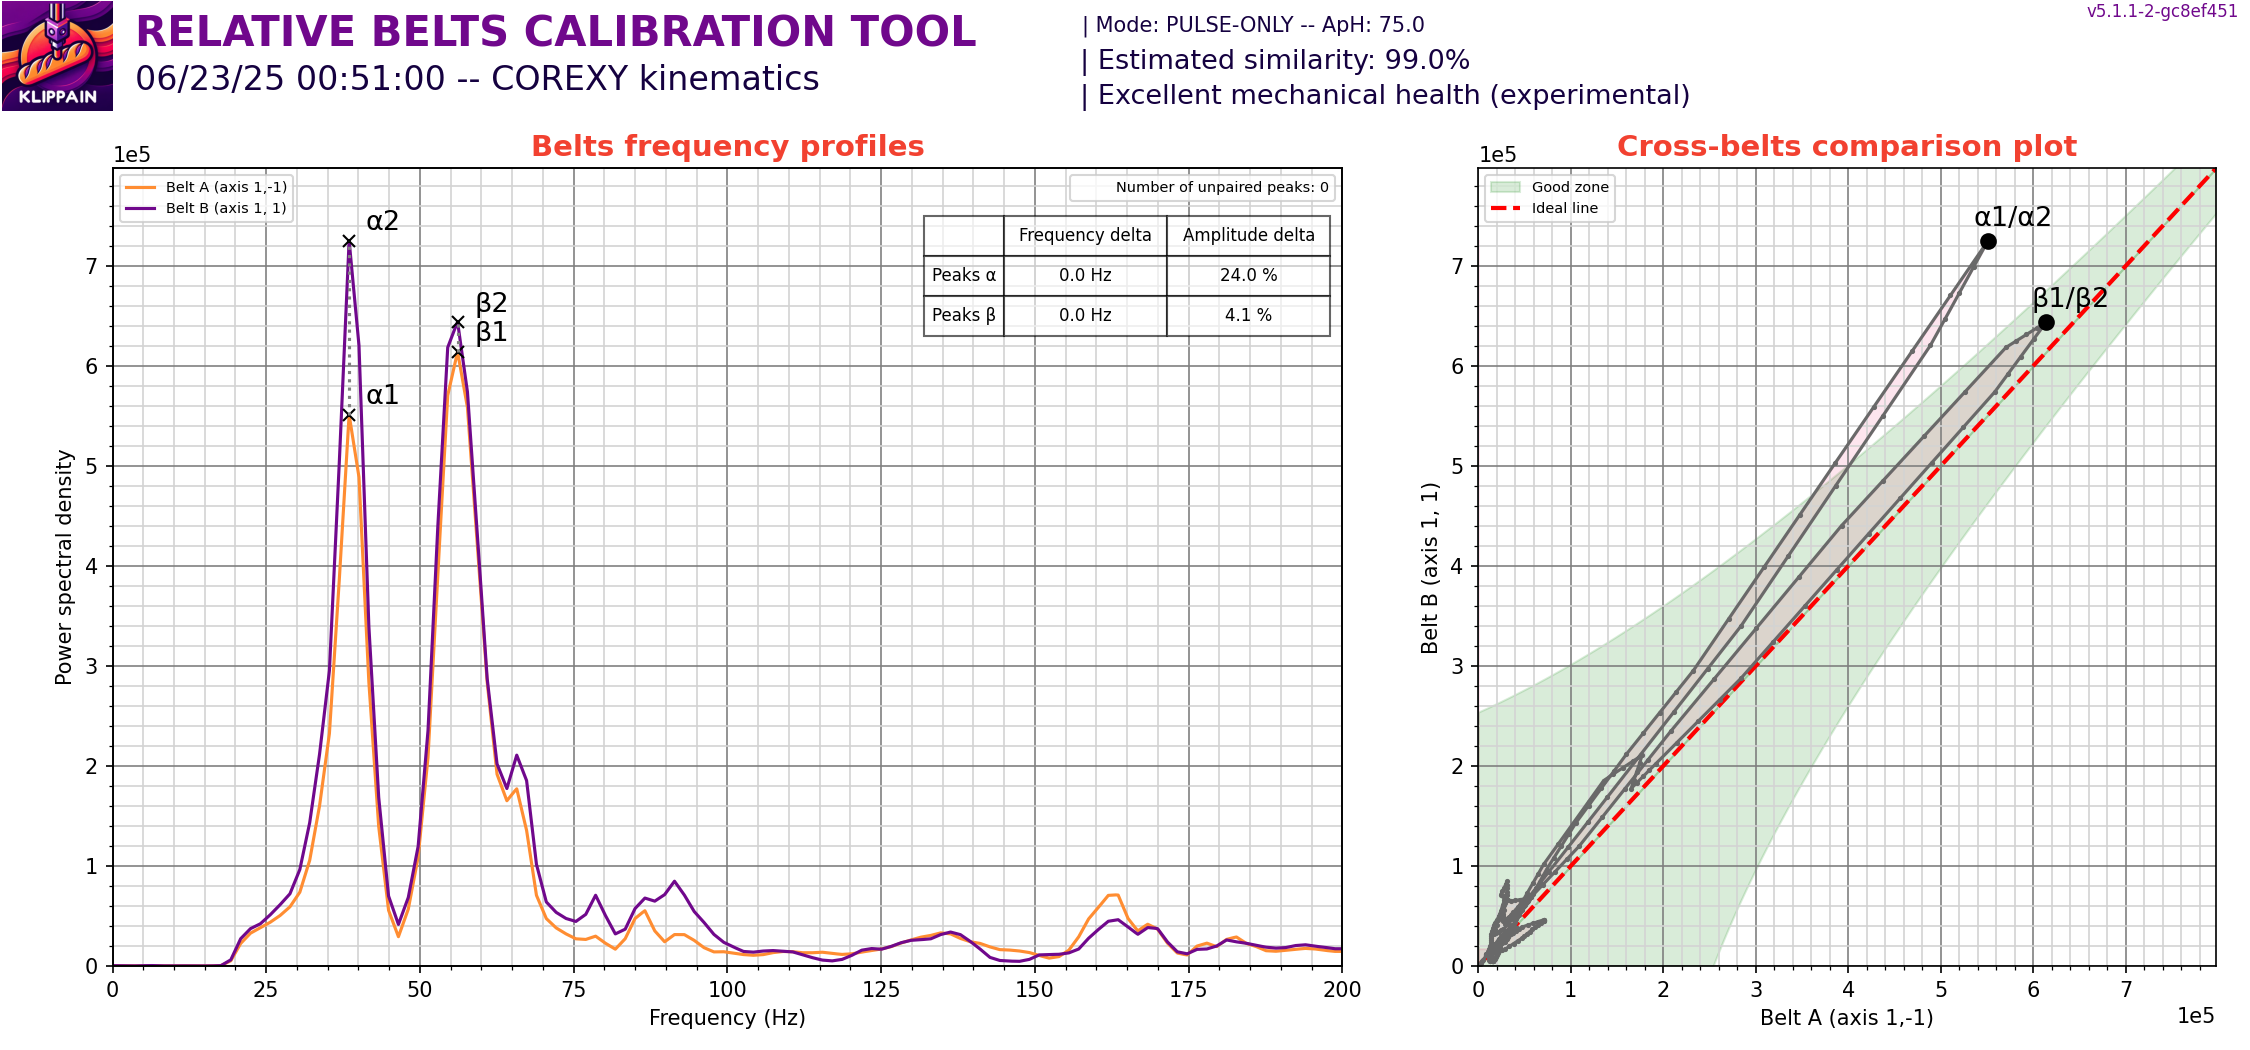 KLIPPAIN
RELATIVE BELTS CALIBRATION TOOL
06/23/25 00:51:00 -- COREXY kinematics
| Mode: PULSE-ONLY -- ApH: 75.0
| Estimated similarity: 99.0%
| Excellent mechanical health (experimental)
v5.1.1-2-gc8ef451
Belts frequency profiles
1e5
Belt A (axis 1,-1)
Belt B (axis 1, 1)
Number of unpaired peaks: 0
Frequency delta Amplitude delta
Peaks α 0.0 Hz 24.0 %
Peaks β 0.0 Hz 4.1 %
α2
α1
β2
β1
Power spectral density
7
6
5
4
3
2
1
0
0 25 50 75 100 125 150 175 200
Frequency (Hz)
Cross-belts comparison plot
1e5
Good zone
Ideal line
α1/α2
β1/β2
Belt B (axis 1, 1)
7
6
5
4
3
2
1
0
0 1 2 3 4 5 6 7
1e5
Belt A (axis 1,-1)